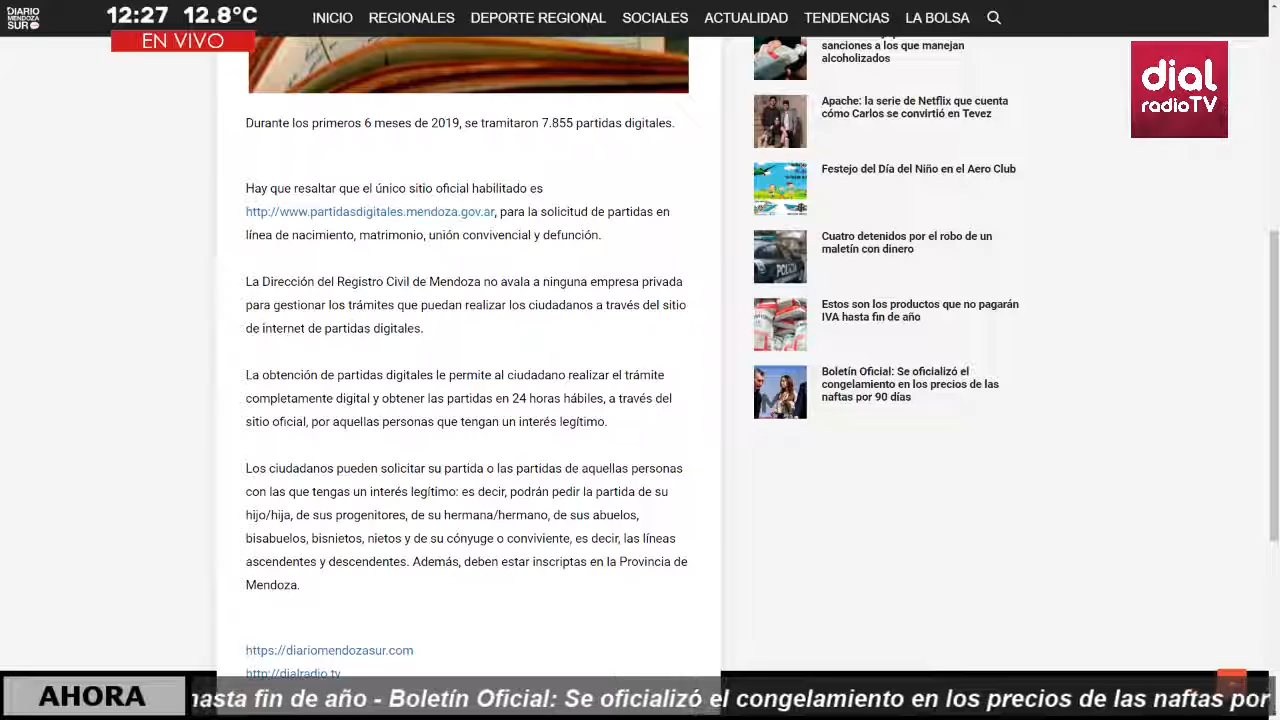 DIARIO
MENDOZA
SUR
12:27 12.8°C
EN VIVO
INICIO REGIONALES DEPORTE REGIONAL SOCIALES ACTUALIDAD TENDENCIAS LA BOLSA
dial
radioTV
Durante los primeros 6 meses de 2019, se tramitaron 7.855 partidas digitales.
Hay que resaltar que el único sitio oficial habilitado es
http://www.partidasdigitales.mendoza.gov.ar, para la solicitud de partidas en
línea de nacimiento, matrimonio, unión convivencial y defunción.
La Dirección del Registro Civil de Mendoza no avala a ninguna empresa privada
para gestionar los trámites que puedan realizar los ciudadanos a través del sitio
de internet de partidas digitales.
La obtención de partidas digitales le permite al ciudadano realizar el trámite
completamente digital y obtener las partidas en 24 horas hábiles, a través del
sitio oficial, por aquellas personas que tengan un interés legítimo.
Los ciudadanos pueden solicitar su partida o las partidas de aquellas personas
con las que tengas un interés legítimo: es decir, podrán pedir la partida de su
hijo/hija, de sus progenitores, de su hermana/hermano, de sus abuelos,
bisabuelos, bisnietos, nietos y de su cónyuge o conviviente, es decir, las líneas
ascendentes y descendentes. Además, deben estar inscriptas en la Provincia de
Mendoza.
https://diariomendozasur.com
http://dialradio.tv
sanciones a los que manejan
alcoholizados
Apache: la serie de Netflix que cuenta
cómo Carlos se convirtió en Tevez
Festejo del Día del Niño en el Aero Club
Cuatro detenidos por el robo de un
maletín con dinero
POLICIA
Estos son los productos que no pagarán
IVA hasta fin de año
Boletín Oficial: Se oficializó el
congelamiento en los precios de las
naftas por 90 días
AHORA
hasta fin de año - Boletín Oficial: Se oficializó el congelamiento en los precios de las naftas por